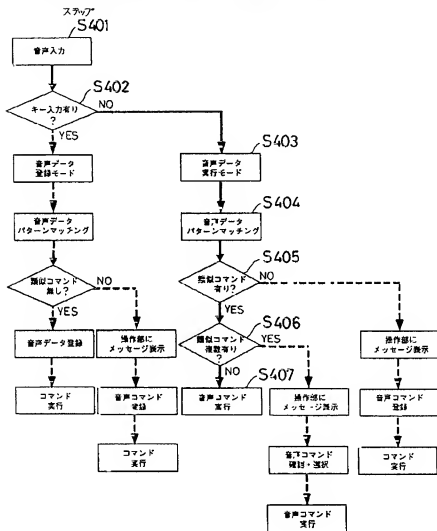 ステップ
S401
音声入力
S402
キー入力有り
?
NO
YES
音声データ
登録モード
音声データ
実行モード
S403
音声データ
パターンマッチング
音声データ
パターンマッチング
S404
類似コマンド
無し?
NO
YES
類似コマンド
有り?
S405
NO
YES
音声データ登録
操作部に
メッセージ表示
類似コマンド
複数有り
?
S406
YES
NO
操作部に
メッセージ表示
コマンド
実行
音声コマンド
登録
音声コマンド
実行
S407
操作部に
メッセージ表示
音声コマンド
登録
コマンド
実行
音声コマンド
確認・選択
コマンド
実行
音声コマンド
実行